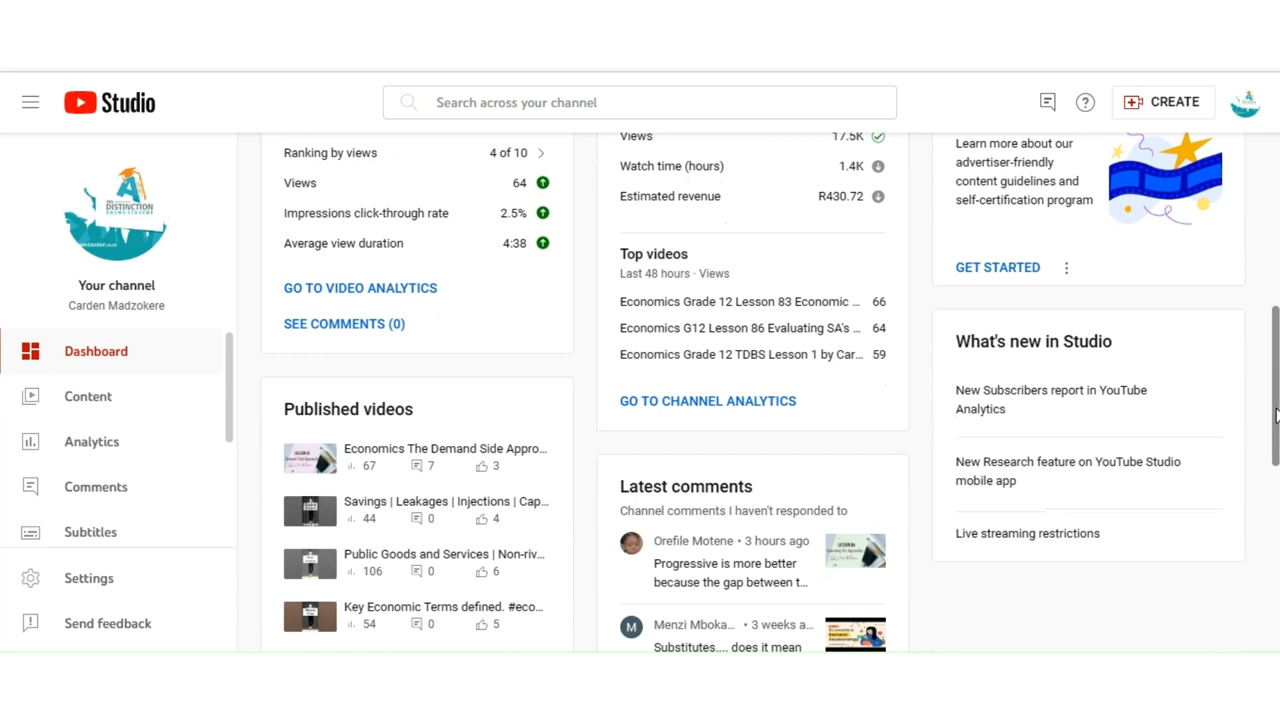 Studio
Search across your channel
CREATE
A
THE
DISTINCTION
BOUND STUDENT
Your channel
Carden Madzokere
Dashboard
Content
Analytics
Comments
Subtitles
Settings
Send feedback
Ranking by views 4 of 10
Views 64
Impressions click-through rate 2.5%
Average view duration 4:38
GO TO VIDEO ANALYTICS
SEE COMMENTS (0)
Published videos
Economics The Demand Side Appro...
67 7 3
Savings | Leakages | Injections | Cap...
44 0 4
Public Goods and Services | Non-riv...
106 0 6
Key Economic Terms defined. #eco...
54 0 5
Views 17.5K
Watch time (hours) 1.4K
Estimated revenue R430.72
Top videos
Last 48 hours · Views
Economics Grade 12 Lesson 83 Economic ... 66
Economics G12 Lesson 86 Evaluating SA's ... 64
Economics Grade 12 TDBS Lesson 1 by Car... 59
GO TO CHANNEL ANALYTICS
Latest comments
Channel comments I haven't responded to
Orefile Motene • 3 hours ago
Progressive is more better
because the gap between t...
M
Menzi Mboka... • 3 weeks a...
Substitutes.... does it mean
Learn more about our
advertiser-friendly
content guidelines and
self-certification program
GET STARTED
What's new in Studio
New Subscribers report in YouTube
Analytics
New Research feature on YouTube Studio
mobile app
Live streaming restrictions